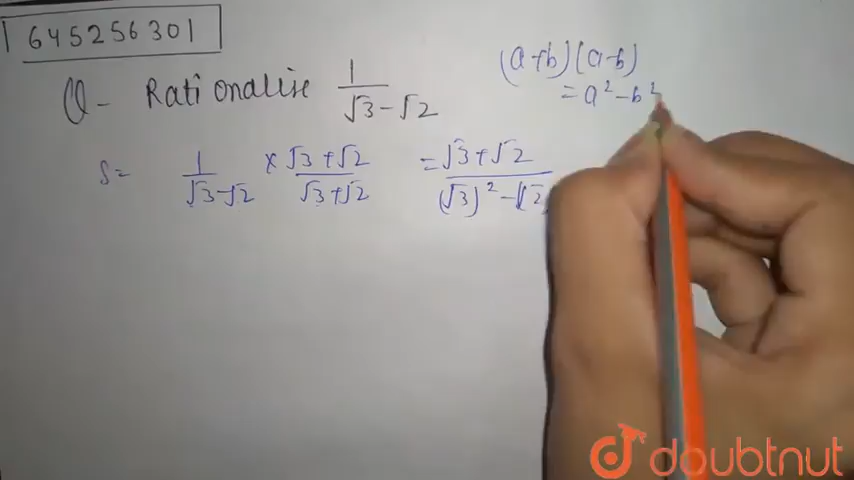 645256301
(a+b)(a-b)
= a² - b²
Q- Rationalise 1/(√3-√2)
S= 1/(√3-√2) × (√3+√2)/(√3+√2) = (√3+√2)/((√3)² - (√2)
doubtnut